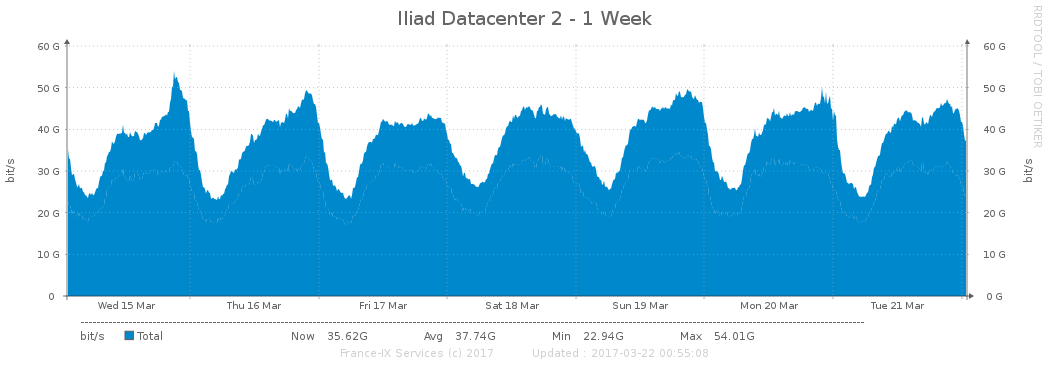 Iliad Datacenter 2 - 1 Week
RRDTOOL / TOBI OETIKER
60 G 60 G
50 G 50 G
40 G 40 G
30 G 30 G
20 G 20 G
10 G 10 G
0 0 G
bit/s bit/s
Wed 15 Mar Thu 16 Mar Fri 17 Mar Sat 18 Mar Sun 19 Mar Mon 20 Mar Tue 21 Mar
bit/s Total Now 35.62G Avg 37.74G Min 22.94G Max 54.01G
France-IX Services (c) 2017 Updated : 2017-03-22 00:55:08